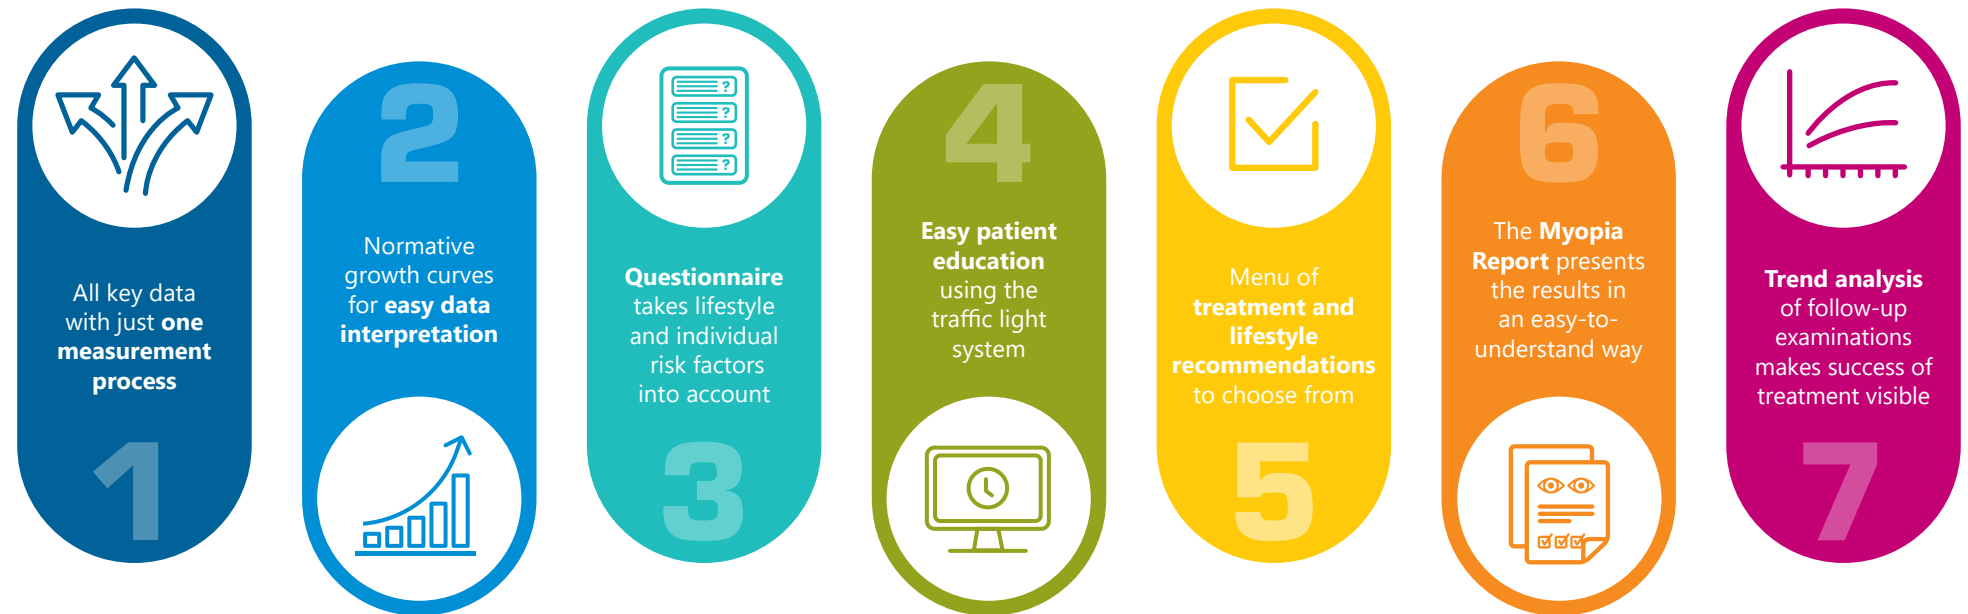 All key data
with just one
measurement
process
1
2
Normative
growth curves
for easy data
interpretation
?
?
?
?
Questionnaire
takes lifestyle
and individual
risk factors
into account
3
4
Easy patient
education
using the
traffic light
system
Menu of
treatment and
lifestyle
recommendations
to choose from
5
6
The Myopia
Report presents
the results in
an easy-to-
understand way
Trend analysis
of follow-up
examinations
makes success of
treatment visible
7